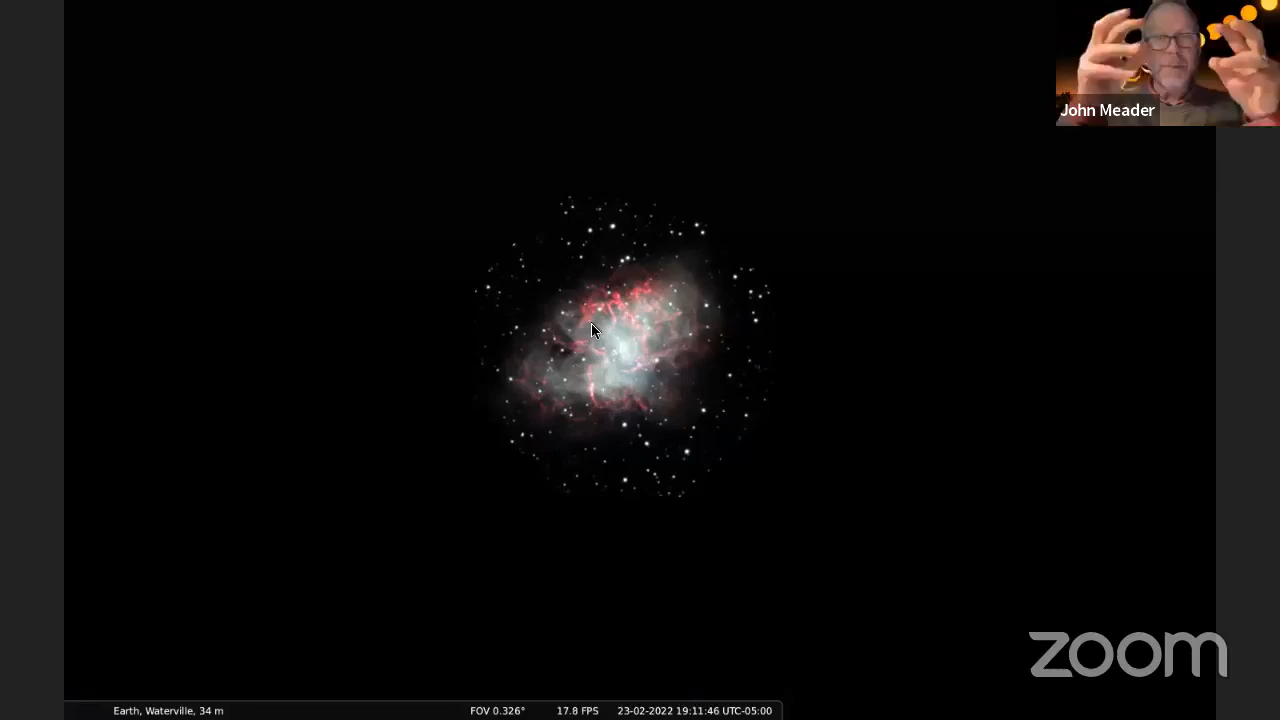 John Meader
zoom
Earth, Waterville, 34 m FOV 0.326° 17.8 FPS 23-02-2022 19:11:46 UTC-05:00